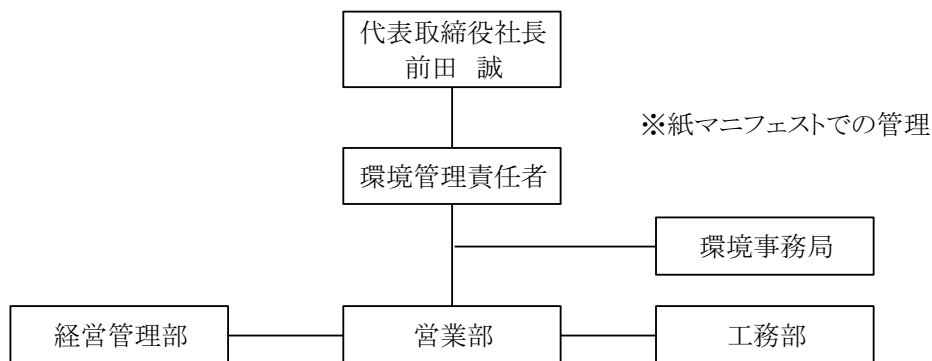 代表取締役社長
前田　誠
※紙マニフェストでの管理
環境管理責任者
環境事務局
経営管理部
営業部
工務部